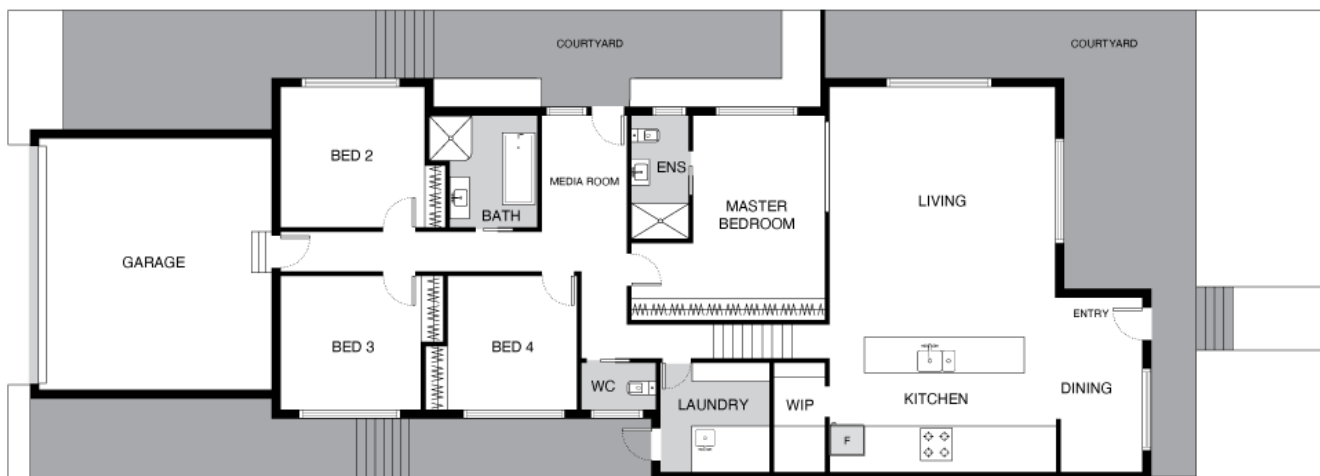 COURTYARD
COURTYARD
BED 2
MEDIA ROOM
ENS
BATH
MASTER
BEDROOM
LIVING
GARAGE
ENTRY
BED 3
BED 4
WC
LAUNDRY
WIP
KITCHEN
DINING
F